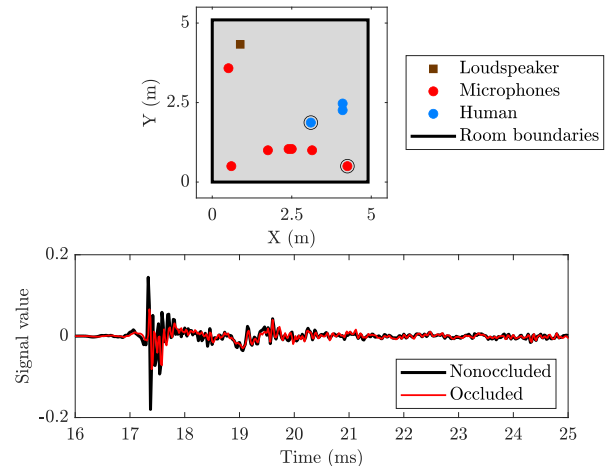 5
2.5
0
Y (m)
0
2.5
5
X (m)
Loudspeaker
Microphones
Human
Room boundaries
0.2
0
-0.2
Signal value
Nonoccluded
Occluded
16
17
18
19
20
21
22
23
24
25
Time (ms)